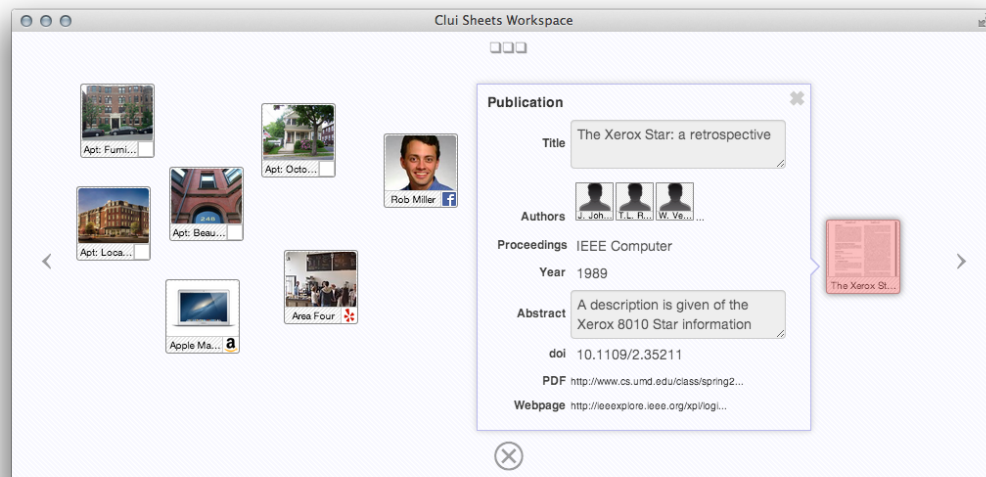 Clui Sheets Workspace
Apt: Furni...
Apt: Octo...
Rob Miller
Apt: Loca...
248
Apt: Beau...
Apple Ma...
a
Area Four
Publication
Title
The Xerox Star: a retrospective
Authors
J. Joh...
T.L. R...
W. Ve...
...
Proceedings IEEE Computer
Year 1989
Abstract
A description is given of the
Xerox 8010 Star information
doi 10.1109/2.35211
PDF http://www.cs.umd.edu/class/spring2...
Webpage http://ieeexplore.ieee.org/xpl/logi...
The Xerox St...